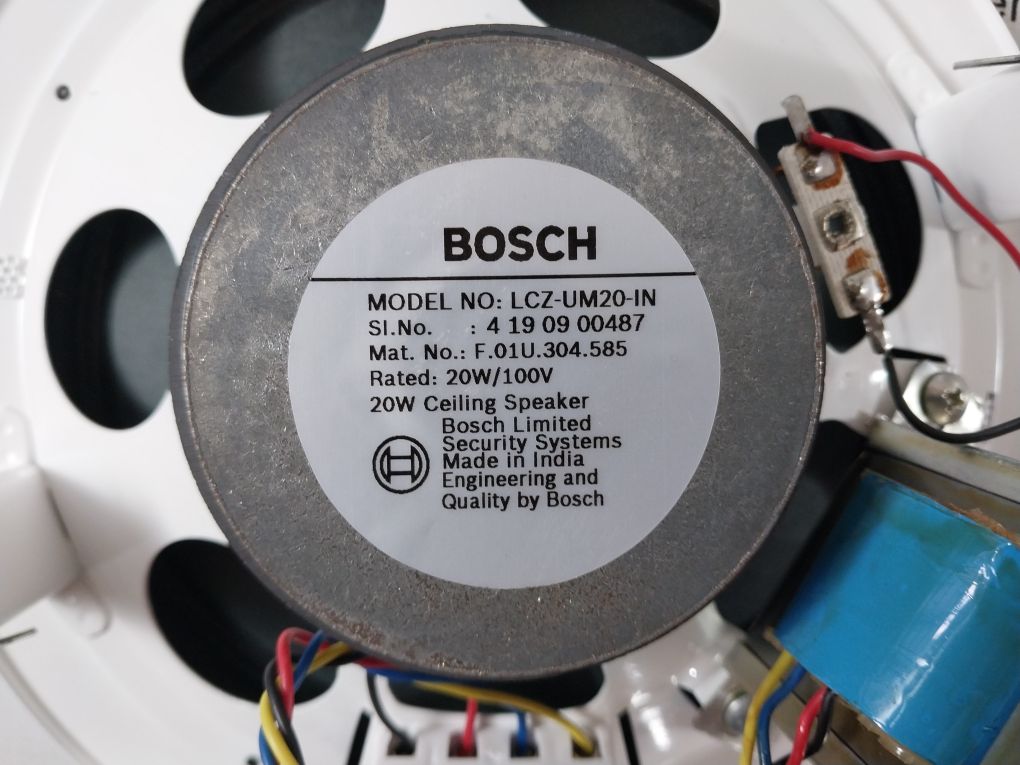 BOSCH
MODEL NO: LCZ-UM20-IN
SI.No. : 4 19 09 00487
Mat. No.: F.01U.304.585
Rated: 20W/100V
20W Ceiling Speaker
Bosch Limited
Security Systems
Made in India
Engineering and
Quality by Bosch